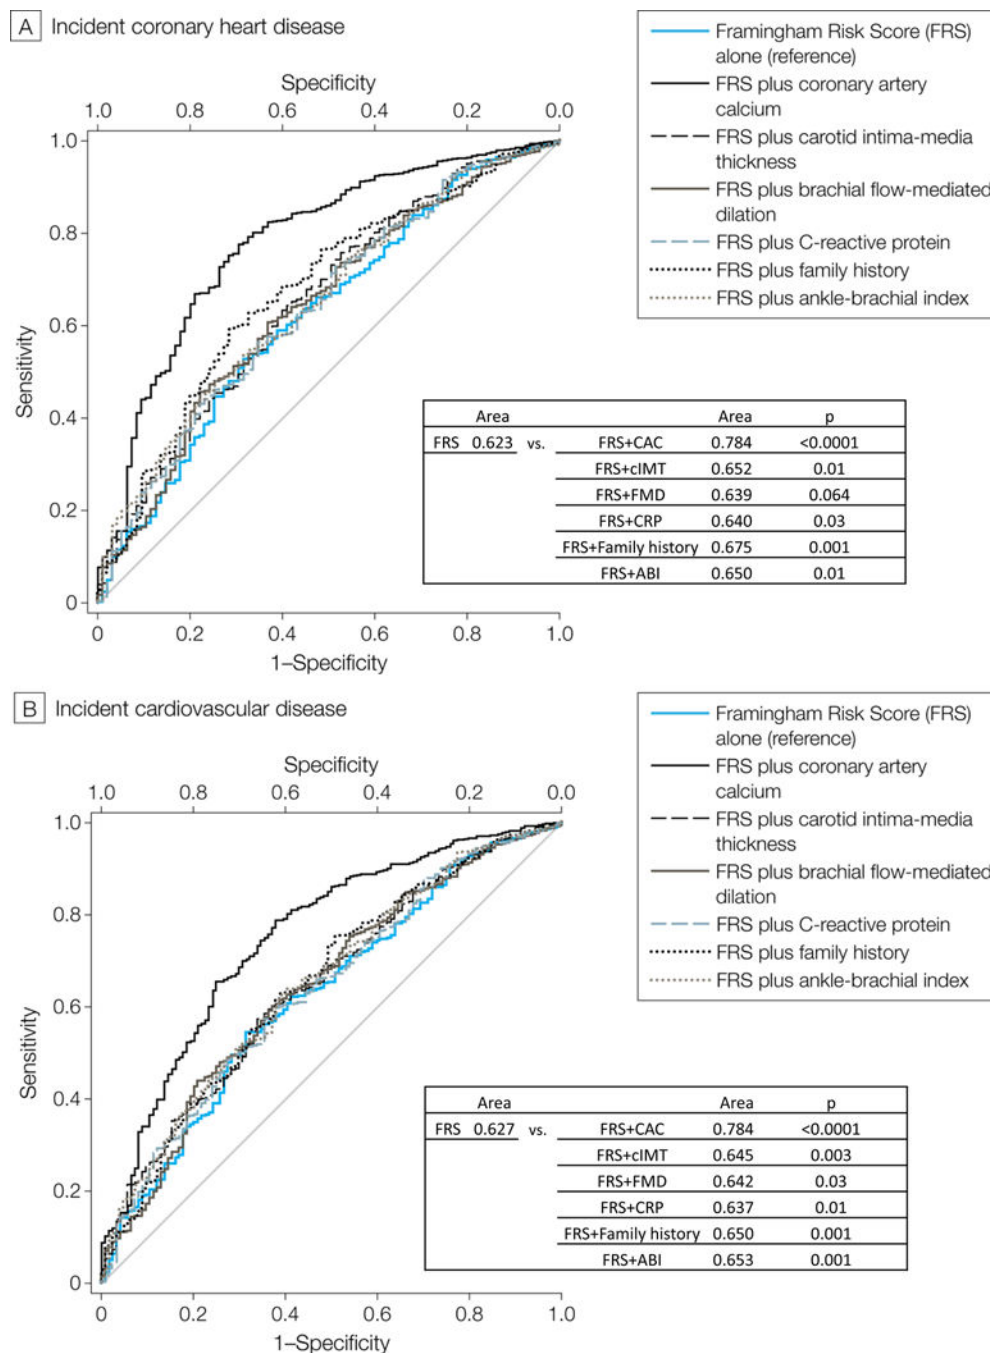 A Incident coronary heart disease
Framingham Risk Score (FRS)
alone (reference)
FRS plus coronary artery
calcium
FRS plus carotid intima-media
thickness
FRS plus brachial flow-mediated
dilation
FRS plus C-reactive protein
FRS plus family history
FRS plus ankle-brachial index
Specificity
1.0 0.8 0.6 0.4 0.2 0.0
Sensitivity
1.0
0.8
0.6
0.4
0.2
0
0 0.2 0.4 0.6 0.8 1.0
1–Specificity
Area Area p
FRS 0.623 vs. FRS+CAC 0.784 <0.0001
FRS+cIMT 0.652 0.01
FRS+FMD 0.639 0.064
FRS+CRP 0.640 0.03
FRS+Family history 0.675 0.001
FRS+ABI 0.650 0.01
B Incident cardiovascular disease
Framingham Risk Score (FRS)
alone (reference)
FRS plus coronary artery
calcium
FRS plus carotid intima-media
thickness
FRS plus brachial flow-mediated
dilation
FRS plus C-reactive protein
FRS plus family history
FRS plus ankle-brachial index
Specificity
1.0 0.8 0.6 0.4 0.2 0.0
Sensitivity
1.0
0.8
0.6
0.4
0.2
0
0 0.2 0.4 0.6 0.8 1.0
1–Specificity
Area Area p
FRS 0.627 vs. FRS+CAC 0.784 <0.0001
FRS+cIMT 0.645 0.003
FRS+FMD 0.642 0.03
FRS+CRP 0.637 0.01
FRS+Family history 0.650 0.001
FRS+ABI 0.653 0.001